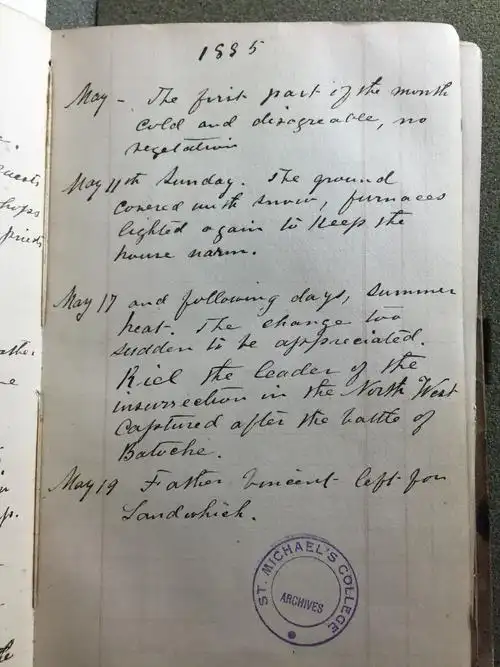 1885
May - The first part of the month
cold and disagreable, no
vegetation
May 11th Sunday. The ground
covered with snow, furnaces
lighted again to keep the
house warm.
May 17 and following days, summer
heat. The change too
sudden to be appreciated.
Riel the leader of the
insurrection in the North West
captured after the battle of
Batoche.
May 19 Father Vincent left for
Sandwhich.
ST. MICHAEL'S COLLEGE
ARCHIVES